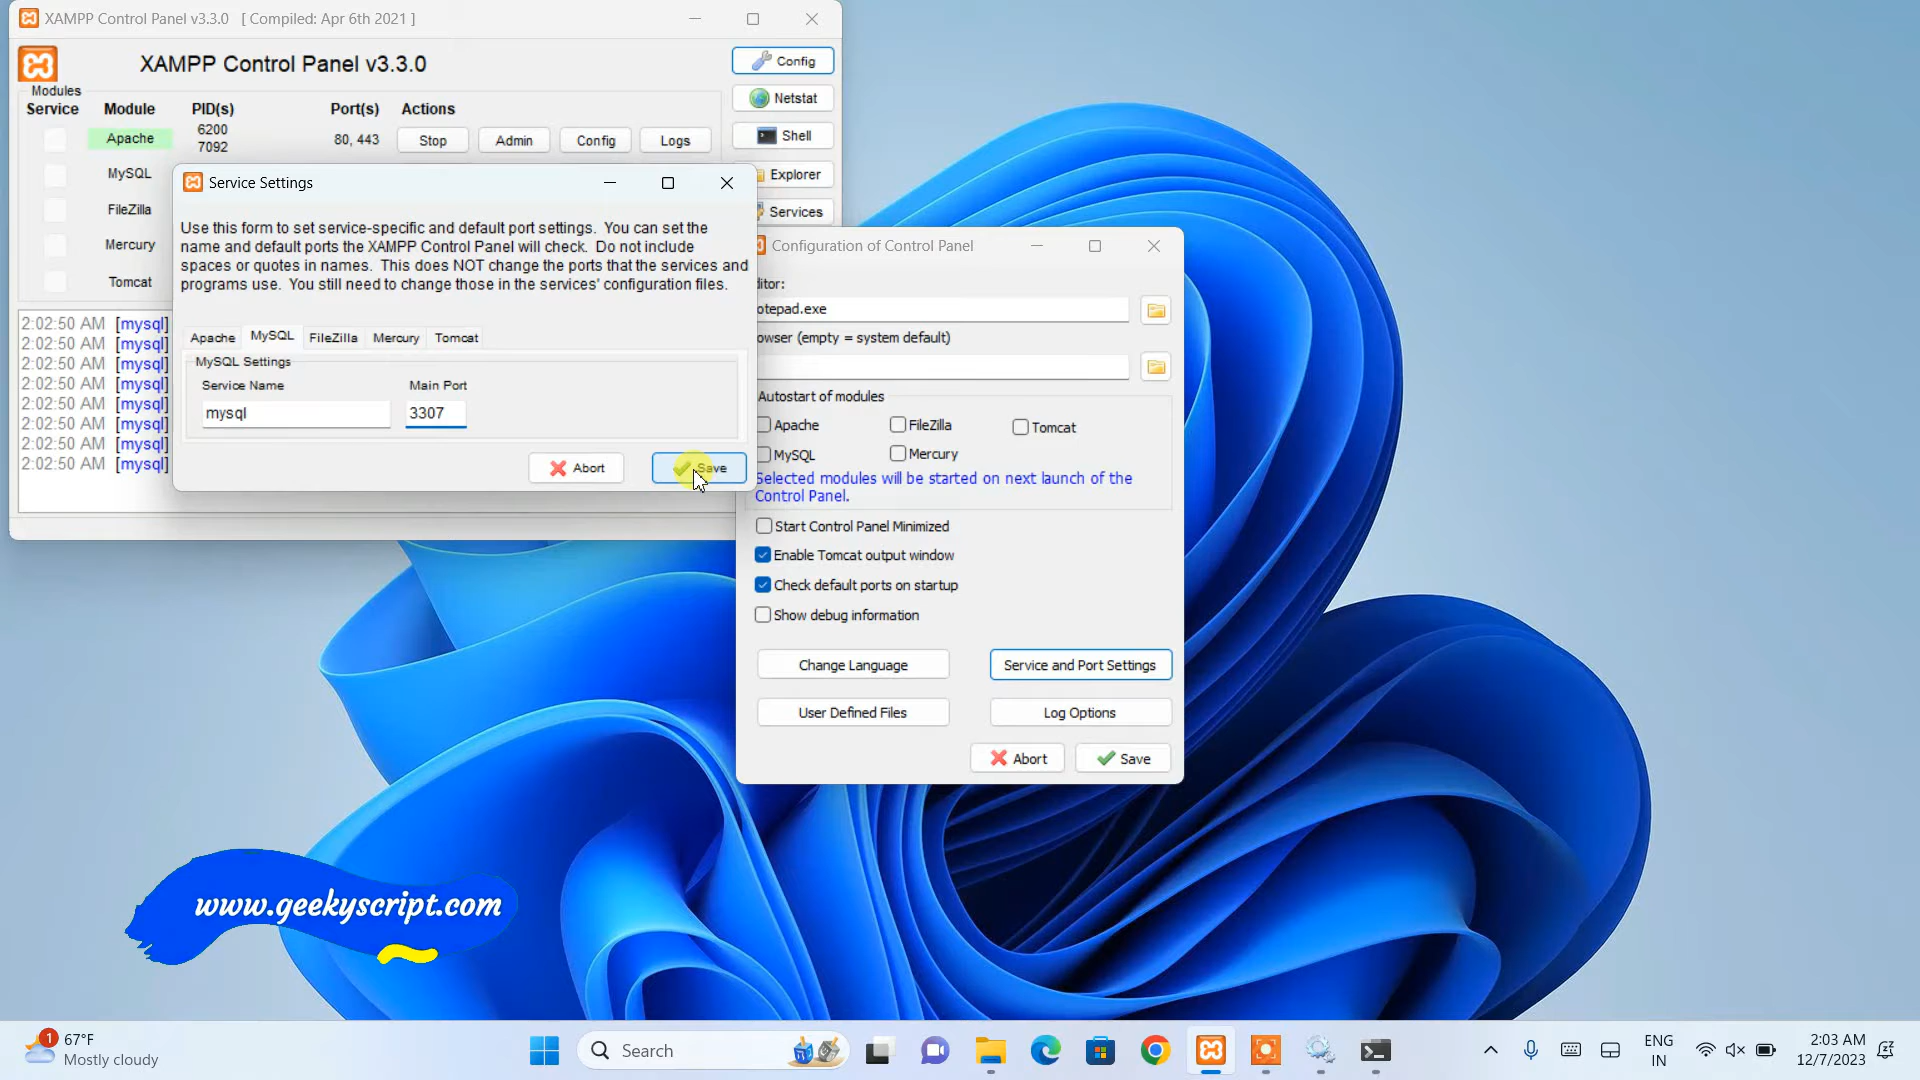 XAMPP Control Panel v3.3.0 [ Compiled: Apr 6th 2021 ]
XAMPP Control Panel v3.3.0
Config
Modules
Service Module PID(s) Port(s) Actions
Netstat
Apache 6200 7092 80, 443 Stop Admin Config Logs
Shell
MySQL
Explorer
FileZilla
Services
Mercury
Tomcat
2:02:50 AM [mysql]
2:02:50 AM [mysql]
2:02:50 AM [mysql]
2:02:50 AM [mysql]
2:02:50 AM [mysql]
2:02:50 AM [mysql]
2:02:50 AM [mysql]
2:02:50 AM [mysql]
Service Settings
Use this form to set service-specific and default port settings. You can set the
name and default ports the XAMPP Control Panel will check. Do not include
spaces or quotes in names. This does NOT change the ports that the services and
programs use. You still need to change those in the services' configuration files.
Apache MySQL FileZilla Mercury Tomcat
MySQL Settings
Service Name Main Port
mysql 3307
Abort Save
Configuration of Control Panel
ditor:
otepad.exe
owser (empty = system default)
Autostart of modules
Apache FileZilla Tomcat
MySQL Mercury
Selected modules will be started on next launch of the
Control Panel.
Start Control Panel Minimized
Enable Tomcat output window
Check default ports on startup
Show debug information
Change Language Service and Port Settings
User Defined Files Log Options
Abort Save
www.geekyscript.com
1
67°F
Mostly cloudy
Search
ENG
IN
2:03 AM
12/7/2023